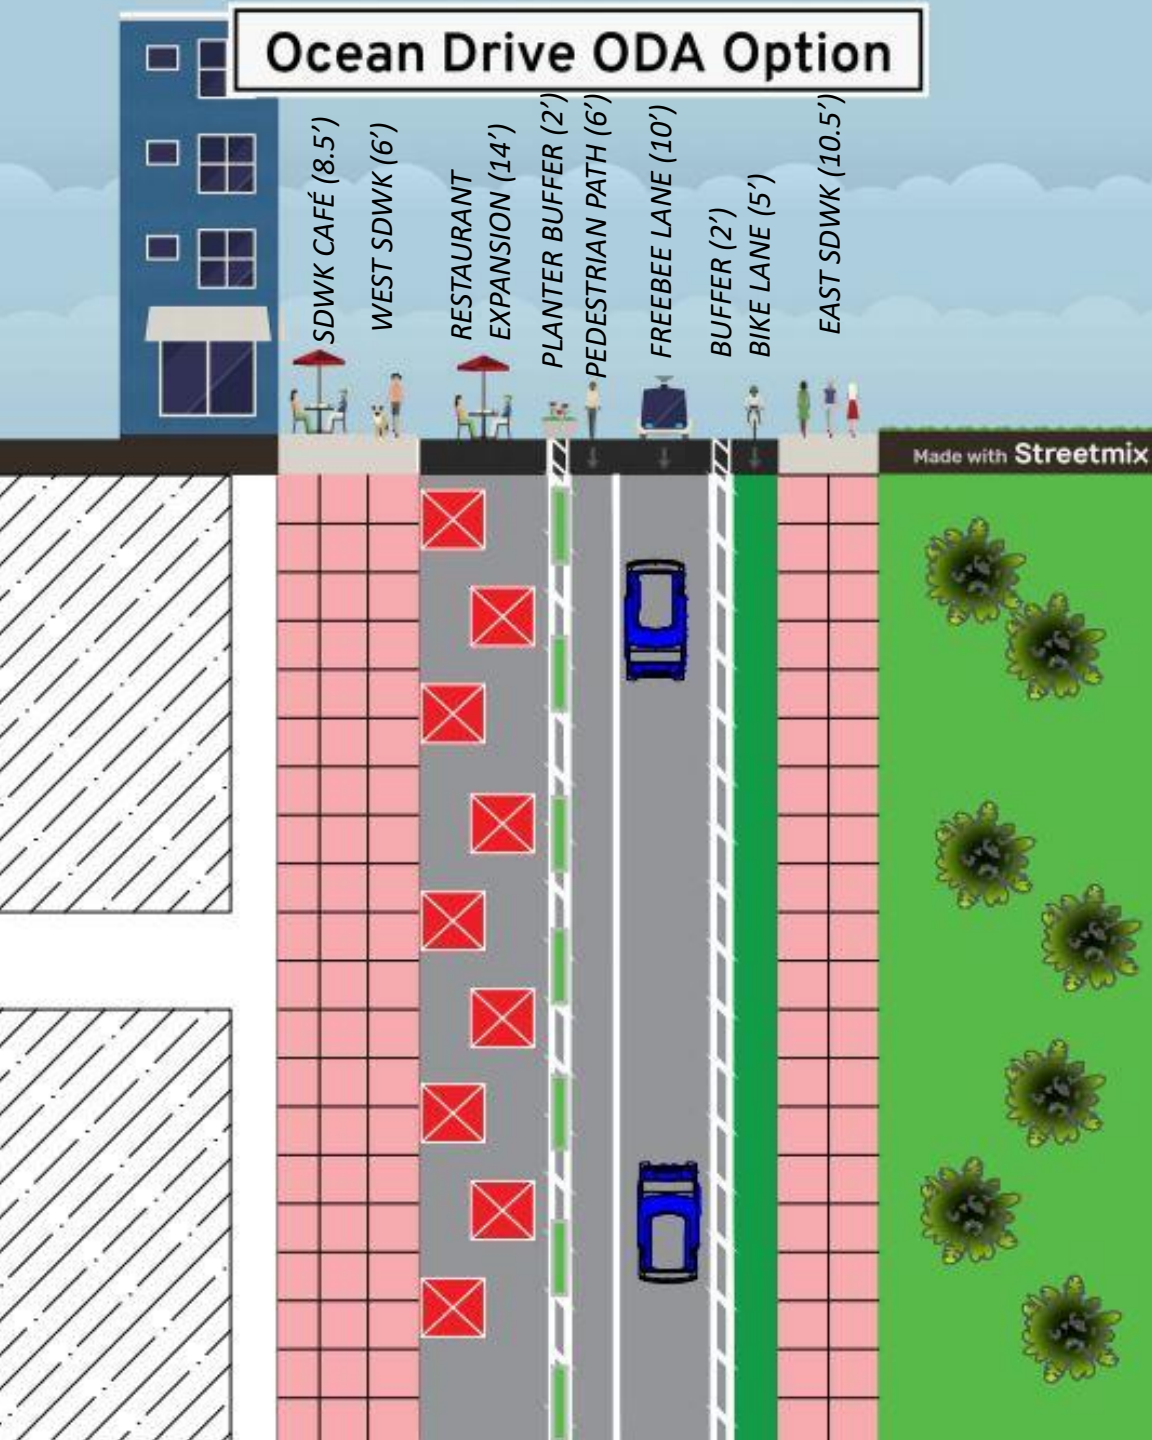 Ocean Drive ODA Option
SDWK CAFÉ (8.5’)
WEST SDWK (6’)
RESTAURANT
EXPANSION (14’)
PLANTER BUFFER (2’)
PEDESTRIAN PATH (6’)
FREEBEE LANE (10’)
BUFFER (2’)
BIKE LANE (5’)
EAST SDWK (10.5’)
Made with Streetmix